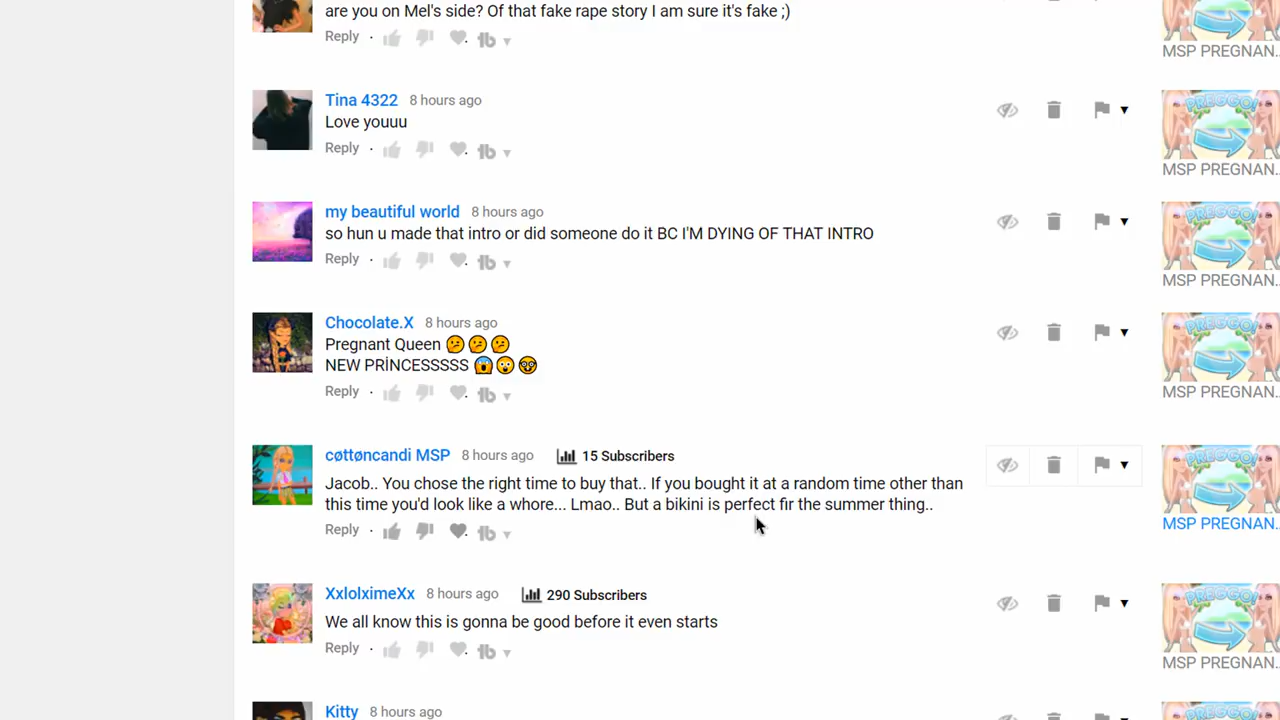 are you on Mel's side? Of that fake rape story I am sure it's fake ;)
Reply
MSP PREGNAN..
Tina 4322 8 hours ago
PREGGO!
Love youuu
Reply
MSP PREGNAN..
my beautiful world 8 hours ago
PREGGO!
so hun u made that intro or did someone do it BC I'M DYING OF THAT INTRO
Reply
MSP PREGNAN..
Chocolate.X 8 hours ago
PREGGO!
Pregnant Queen 🫤🫤🫤
NEW PRİNCESSSSS 😱😮🤓
Reply
MSP PREGNAN..
cøttøncandi MSP 8 hours ago 15 Subscribers
PREGGO!
Jacob.. You chose the right time to buy that.. If you bought it at a random time other than
this time you'd look like a whore... Lmao.. But a bikini is perfect fir the summer thing..
Reply
MSP PREGNAN..
XxlolximeXx 8 hours ago 290 Subscribers
PREGGO!
We all know this is gonna be good before it even starts
Reply
MSP PREGNAN..
Kitty 8 hours ago
PREGGO!